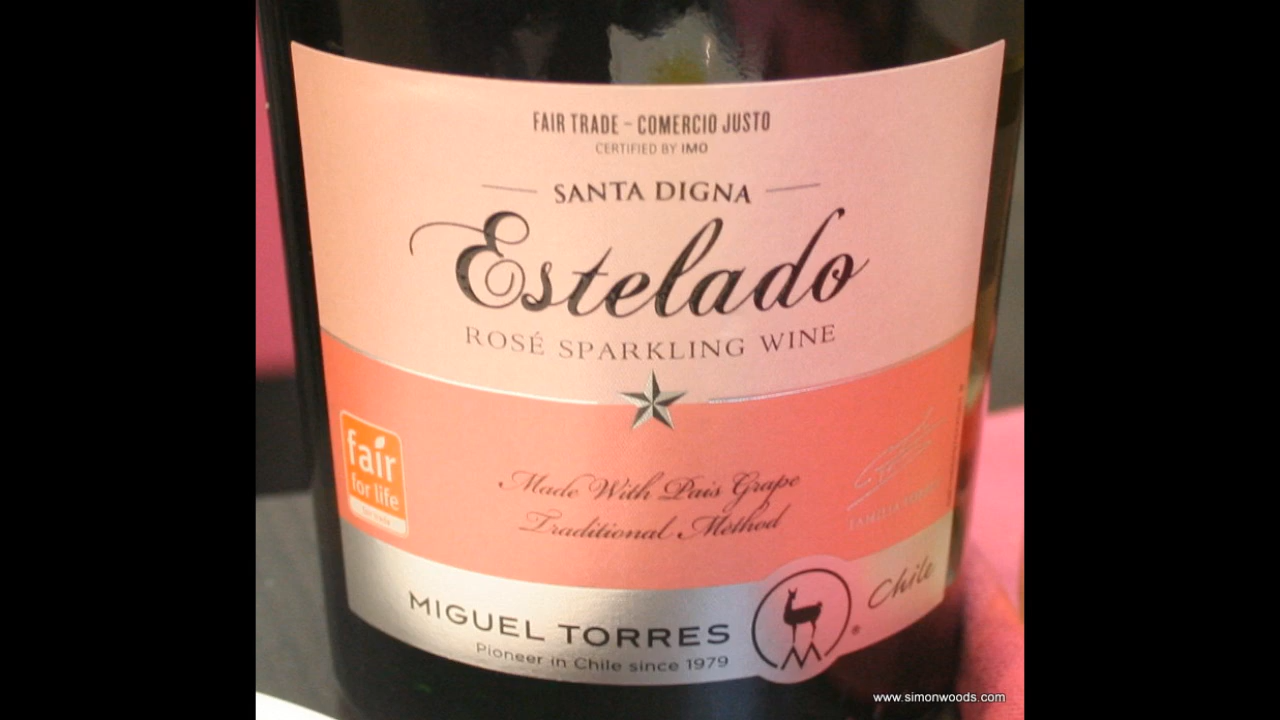 FAIR TRADE - COMERCIO JUSTO
CERTIFIED BY IMO
SANTA DIGNA
Estelado
ROSÉ SPARKLING WINE
fair
for life
Made With Pais Grape
Traditional Method
Chile
MIGUEL TORRES
Pioneer in Chile since 1979
®
www.simonwoods.com